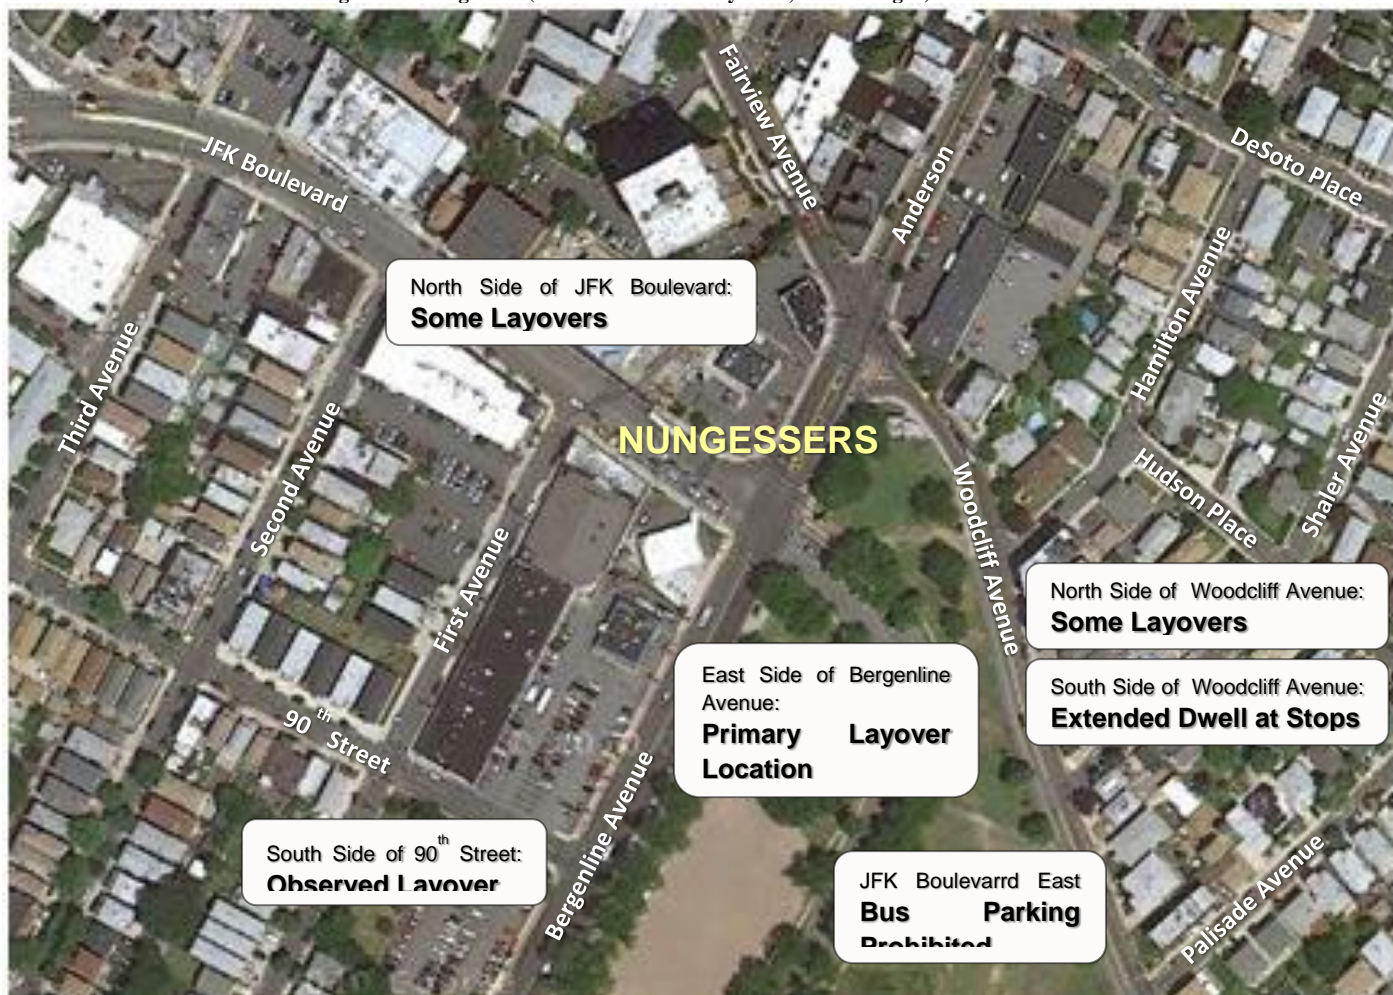 Fairview Avenue
JFK Boulevard
Anderson
DeSoto Place
North Side of JFK Boulevard:
Some Layovers
Hamilton Avenue
Third Avenue
Second Avenue
NUNGESSERS
Hudson Place
Shaler Avenue
Woodcliff Avenue
First Avenue
North Side of Woodcliff Avenue:
Some Layovers
East Side of Bergenline
Avenue:
Primary Layover
Location
South Side of Woodcliff Avenue:
Extended Dwell at Stops
90th Street
Bergenline Avenue
South Side of 90th Street:
Observed Layover
JFK Boulevarrd East
Bus Parking
Prohibited
Palisade Avenue